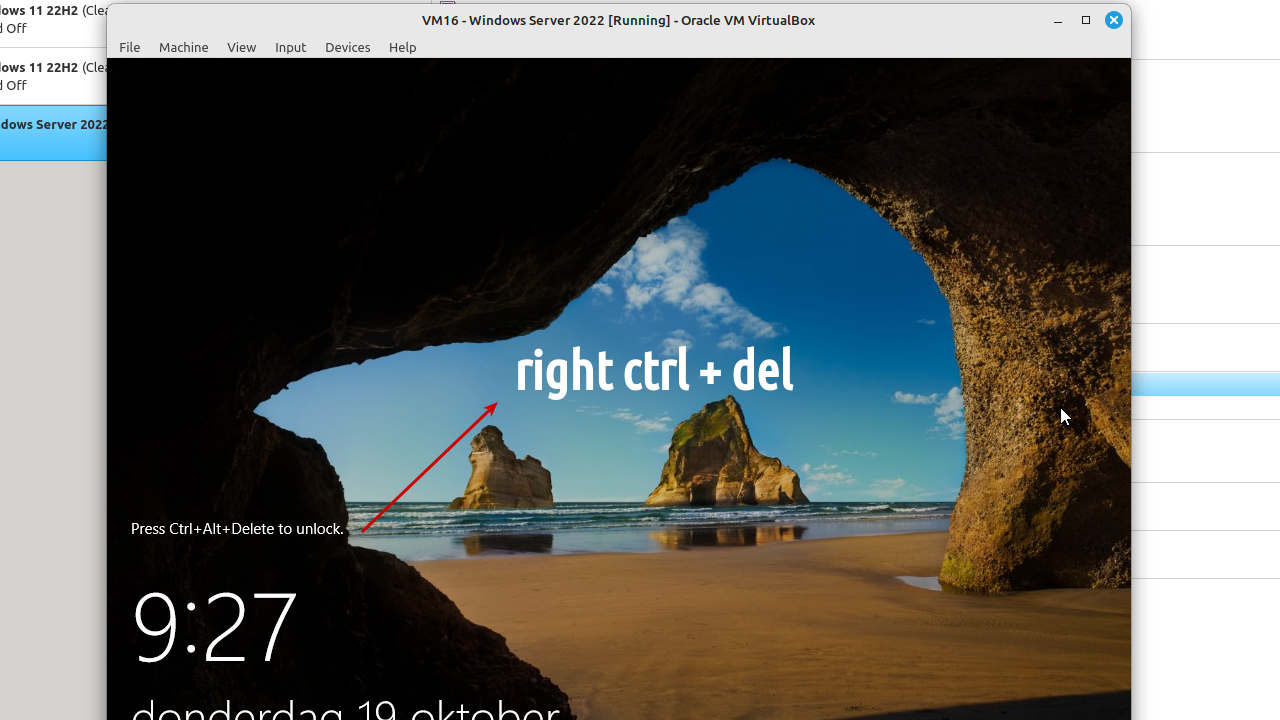 dows 11 22H2 (Clea
d Off
dows 11 22H2 (Clea
d Off
dows Server 2022
VM16 - Windows Server 2022 [Running] - Oracle VM VirtualBox
File Machine View Input Devices Help
right ctrl + del
Press Ctrl+Alt+Delete to unlock.
9:27
donderdag 19 oktober